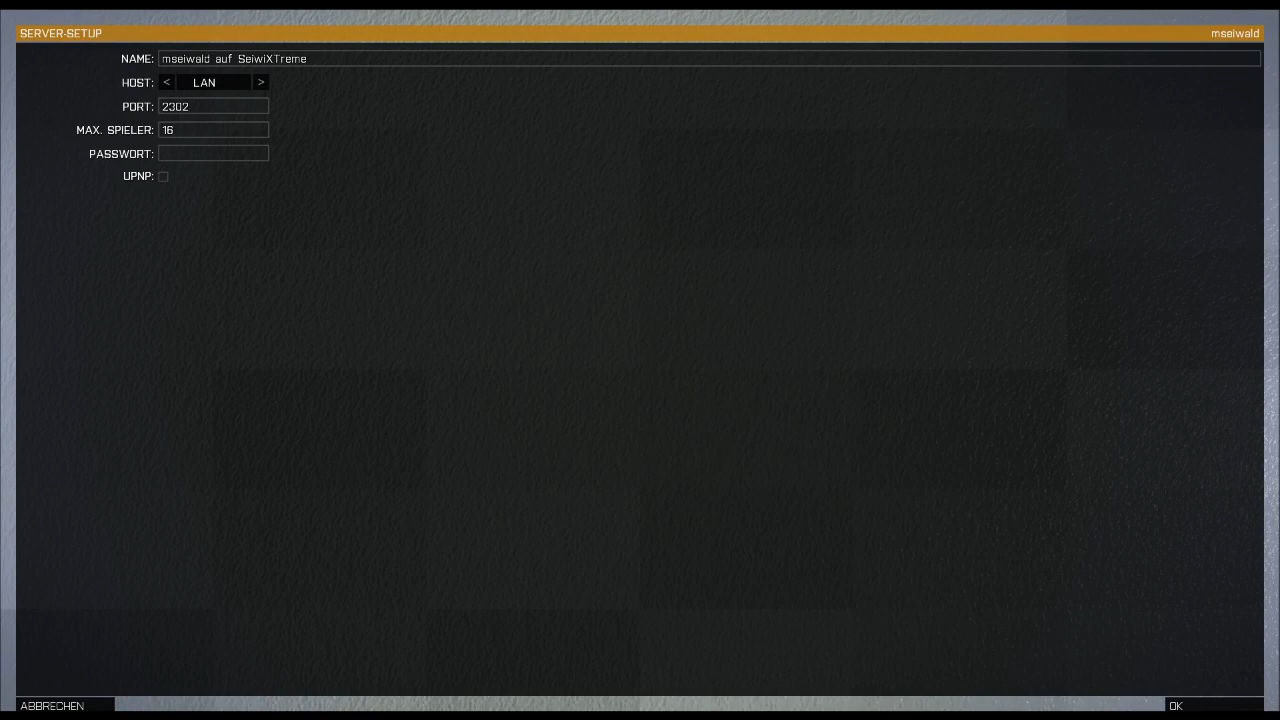 SERVER-SETUP mseiwald
NAME: mseiwald auf SeiwiXTreme
HOST: < LAN >
PORT: 2302
MAX. SPIELER: 16
PASSWORT:
UPNP:
ABBRECHEN OK